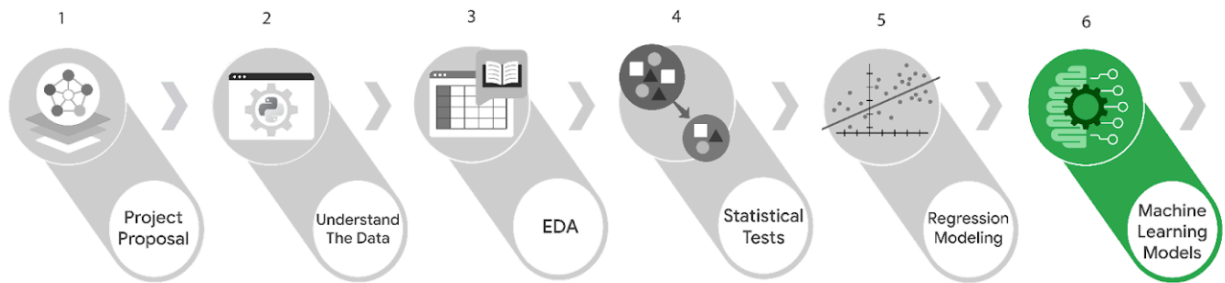 1
2
3
4
5
6
Project
Proposal
Understand
The Data
EDA
Statistical
Tests
Regression
Modeling
Machine
Learning
Models